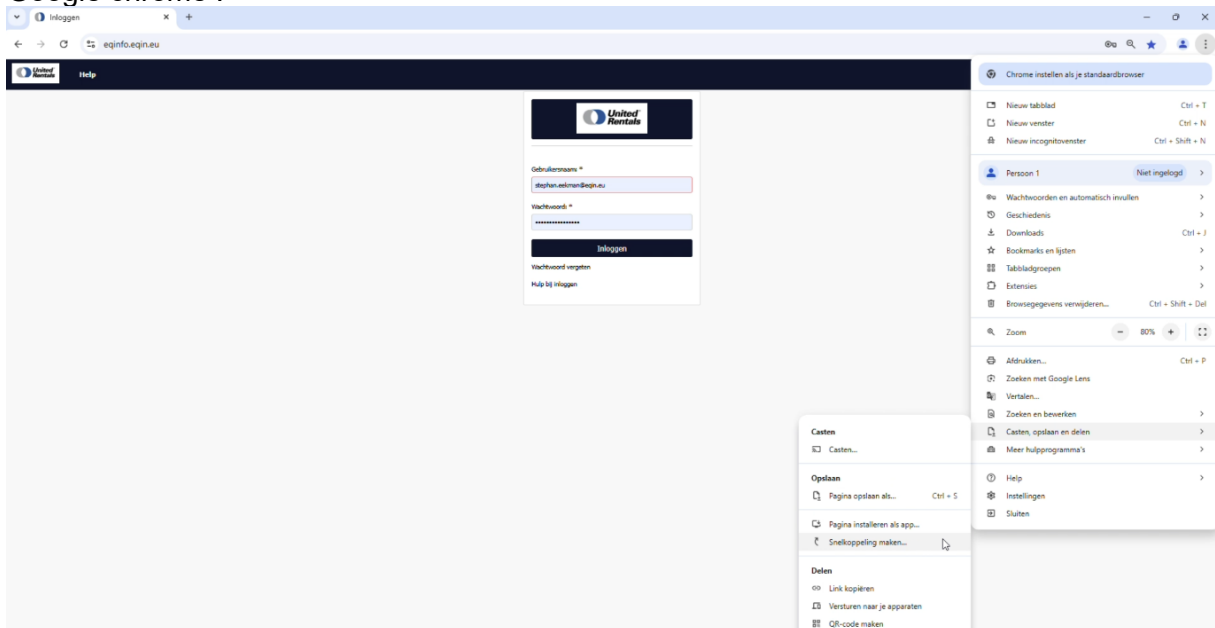 Google chrome :
Inloggen
eqinfo.eqin.eu
United Rentals Help
Chrome instellen als je standaardbrowser
United
Rentals
Nieuw tabblad Ctrl + T
Nieuw venster Ctrl + N
Nieuw incognitovenster Ctrl + Shift + N
Gebruikersnaam: *
stephan.eekman@eqin.eu
Wachtwoord: *
Inloggen
Wachtwoord vergeten
Hulp bij inloggen
Persoon 1 Niet ingelogd
Wachtwoorden en automatisch invullen
Geschiedenis
Downloads Ctrl + J
Bookmarks en lijsten
Tabbladgroepen
Extensies
Browsegegevens verwijderen... Ctrl + Shift + Del
Zoom - 80% +
Afdrukken... Ctrl + P
Zoeken met Google Lens
Vertalen...
Zoeken en bewerken
Casten, opslaan en delen
Meer hulpprogramma's
Help
Instellingen
Sluiten
Casten
Casten...
Opslaan
Pagina opslaan als... Ctrl + S
Pagina installeren als app...
Snelkoppeling maken...
Delen
Link kopiëren
Versturen naar je apparaten
QR-code maken